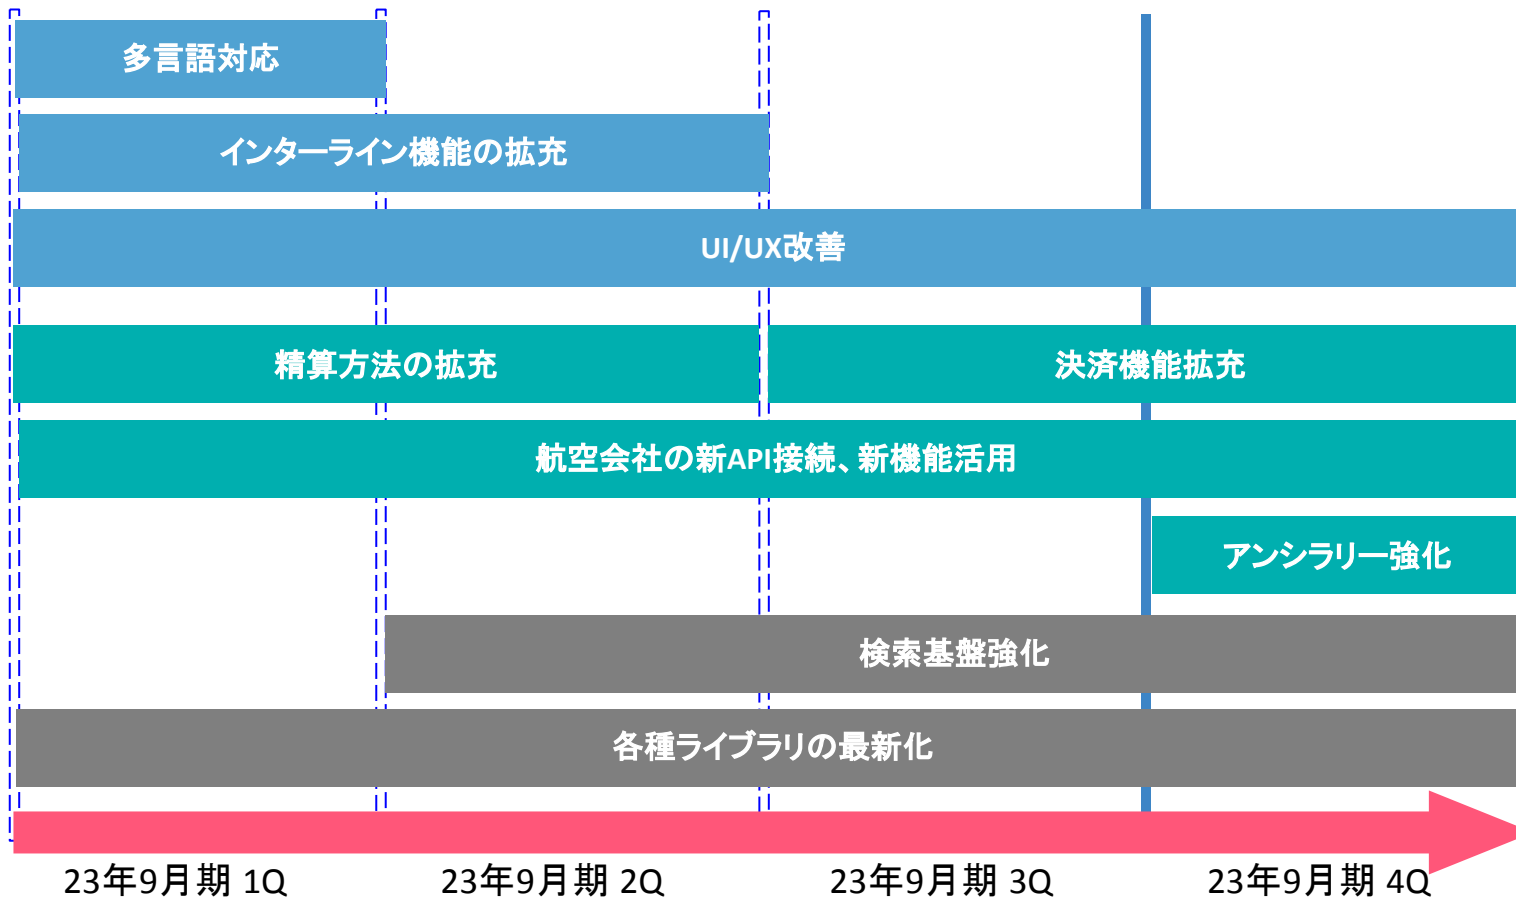 多言語対応
インターライン機能の拡充
UI/UX改善
精算方法の拡充
決済機能拡充
航空会社の新API接続、新機能活用
アンシラリー強化
検索基盤強化
各種ライブラリの最新化
23年9月期 1Q
23年9月期 2Q
23年9月期 3Q
23年9月期 4Q